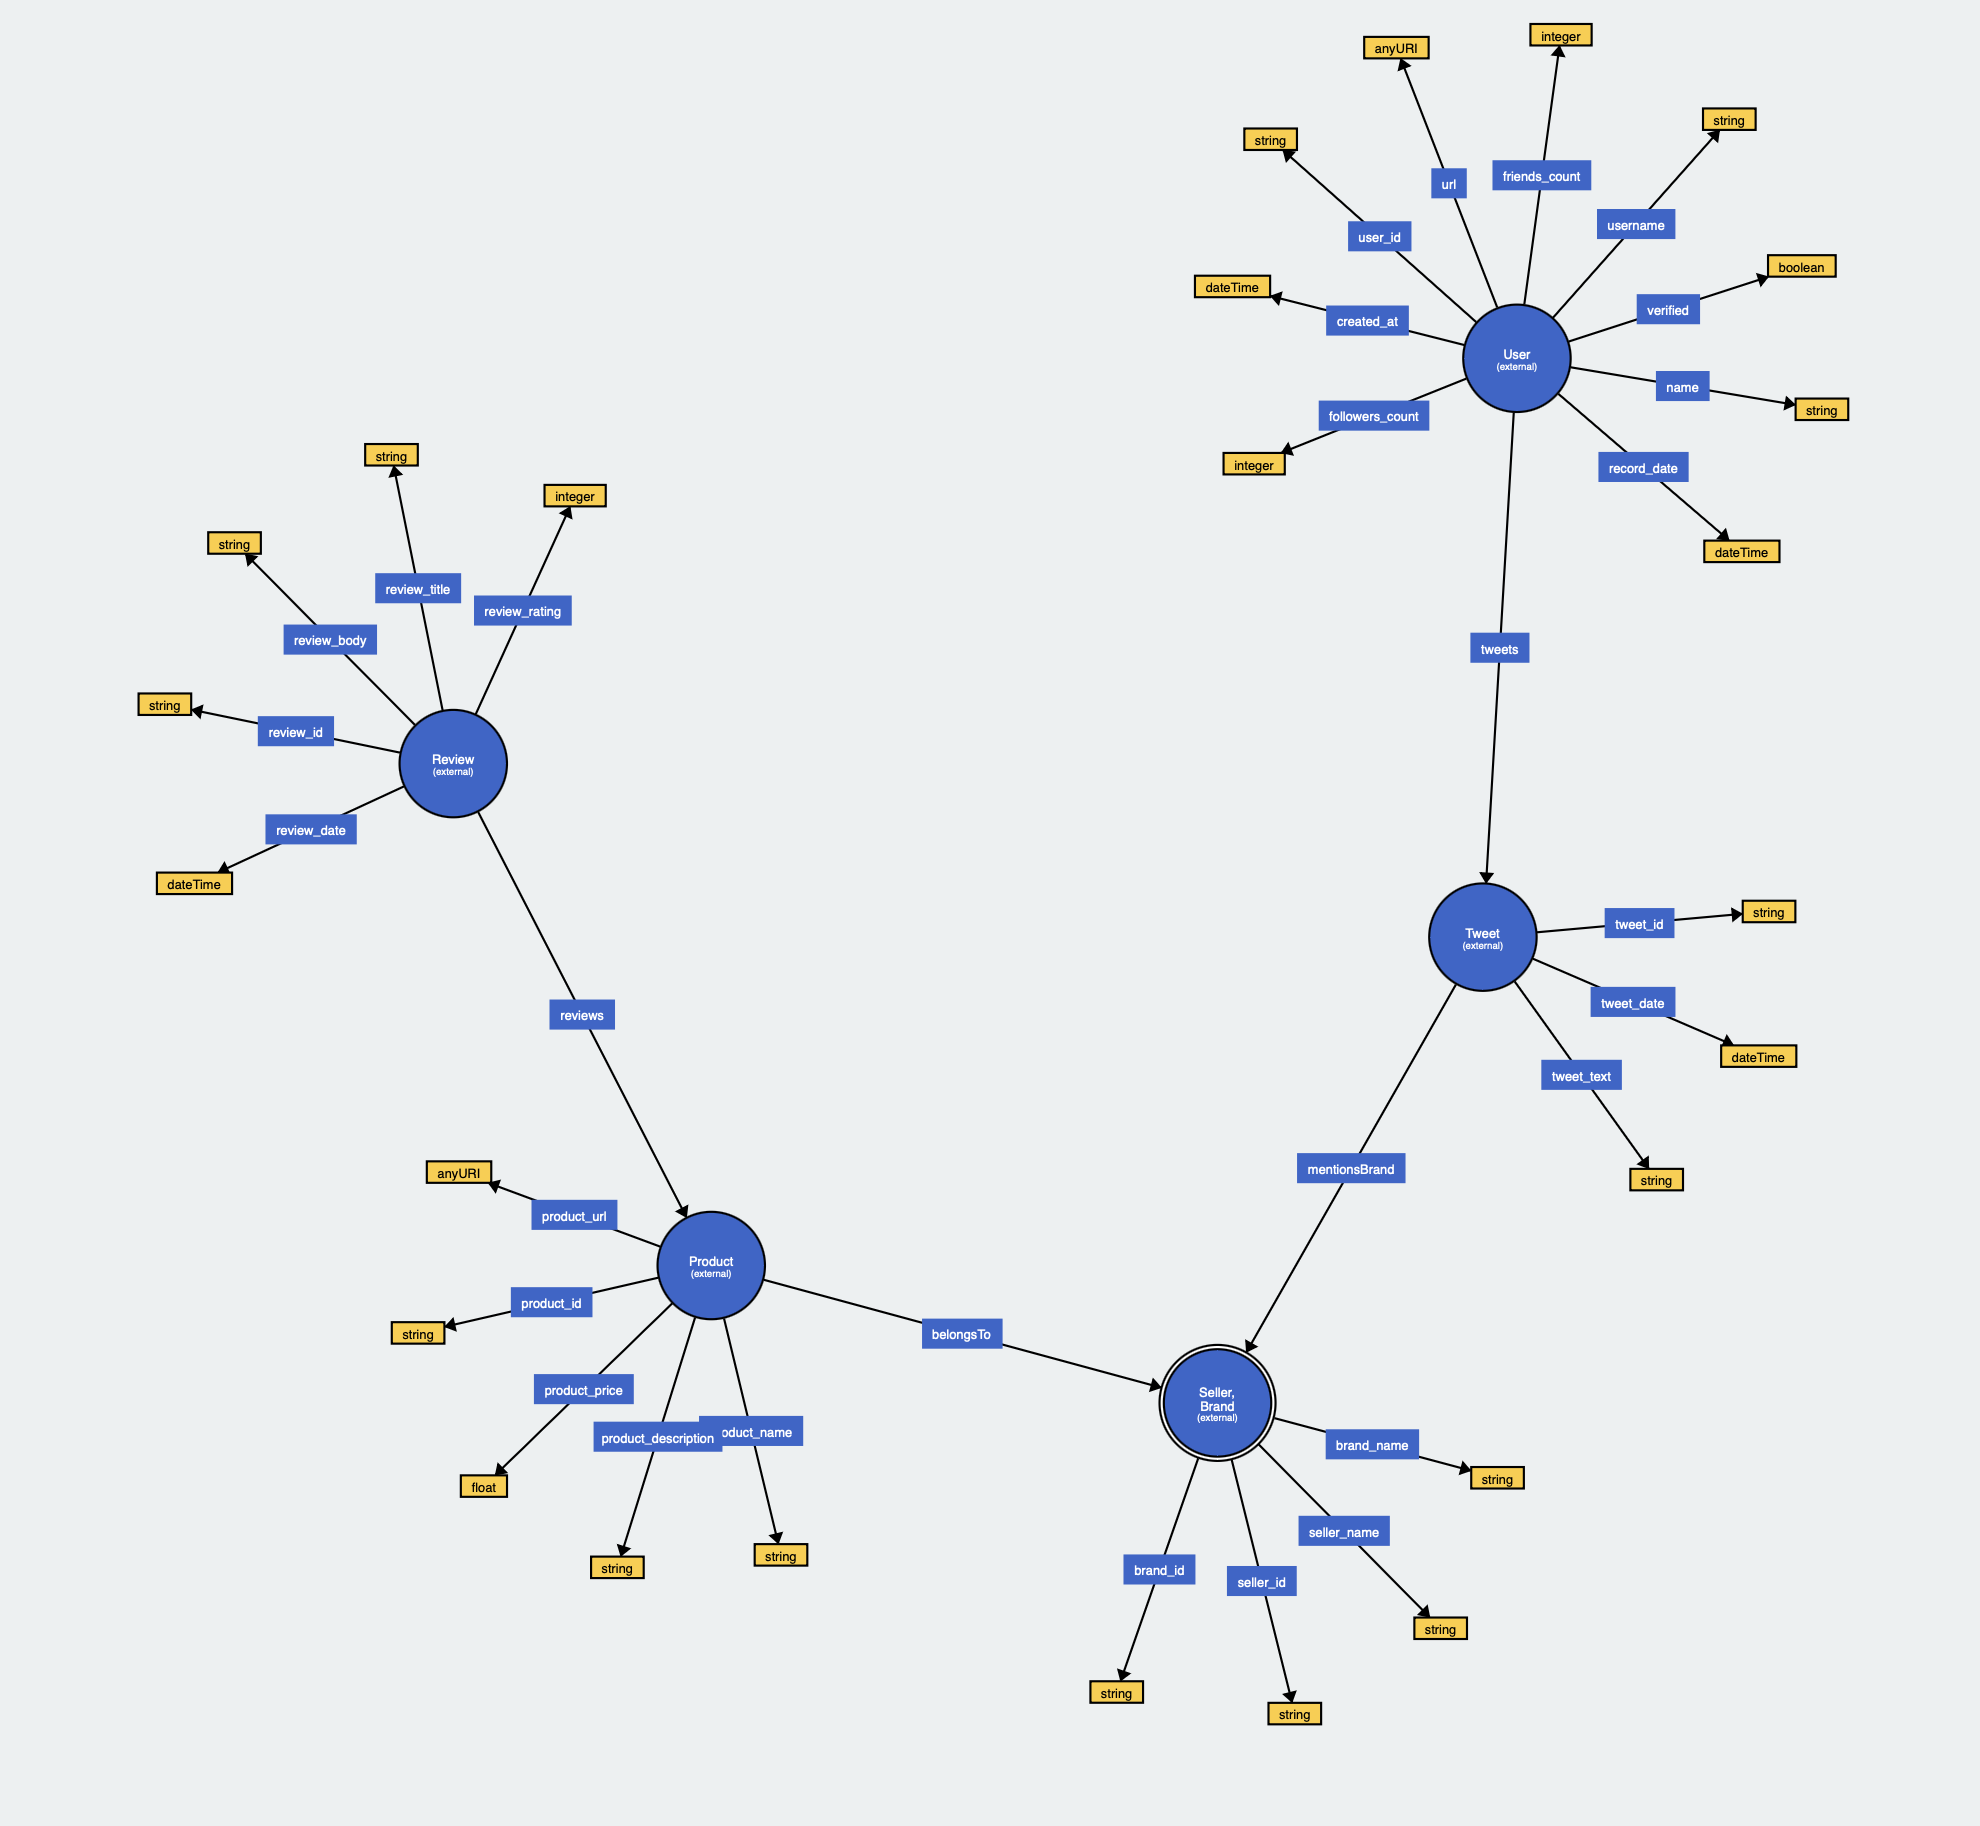 integer
anyURI
string
string
friends_count
url
username
user_id
boolean
dateTime
verified
created_at
User
(external)
name
string
followers_count
integer
record_date
dateTime
string
integer
string
review_title
review_rating
review_body
tweets
string
review_id
Review
(external)
review_date
dateTime
string
tweet_id
Tweet
(external)
tweet_date
reviews
dateTime
tweet_text
mentionsBrand
string
anyURI
product_url
Product
(external)
product_id
string
belongsTo
product_price
Seller,
Brand
(external)
product_description
oduct_name
brand_name
string
float
seller_name
string
string
brand_id
seller_id
string
string
string